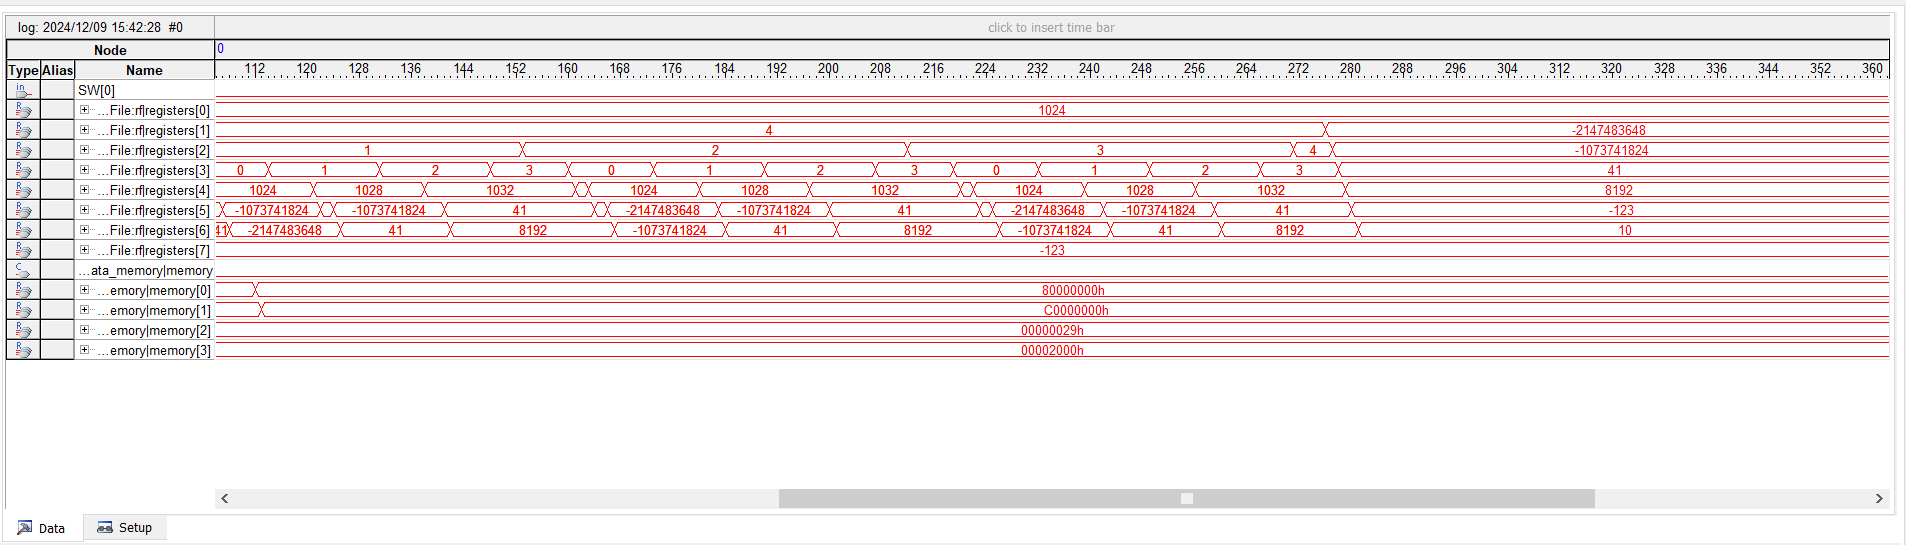 log: 2024/12/09 15:42:28 #0 click to insert time bar
Node 0
Type Alias Name 112 120 128 136 144 152 160 168 176 184 192 200 208 216 224 232 240 248 256 264 272 280 288 296 304 312 320 328 336 344 352 360
in SW[0]
R ...File:rf|registers[0] 1024
R ...File:rf|registers[1] 4 -2147483648
R ...File:rf|registers[2] 1 2 3 4 -1073741824
R ...File:rf|registers[3] 0 1 2 3 0 1 2 3 0 1 2 3 41
R ...File:rf|registers[4] 1024 1028 1032 1024 1028 1032 1024 1028 1032 8192
R ...File:rf|registers[5] -1073741824 -1073741824 41 -2147483648 -1073741824 41 -2147483648 -1073741824 41 -123
R ...File:rf|registers[6] 41 -2147483648 41 8192 -1073741824 41 8192 -1073741824 41 8192 10
R ...File:rf|registers[7] -123
C ...ata_memory|memory
R ...emory|memory[0] 80000000h
R ...emory|memory[1] C0000000h
R ...emory|memory[2] 00000029h
R ...emory|memory[3] 00002000h
Data Setup